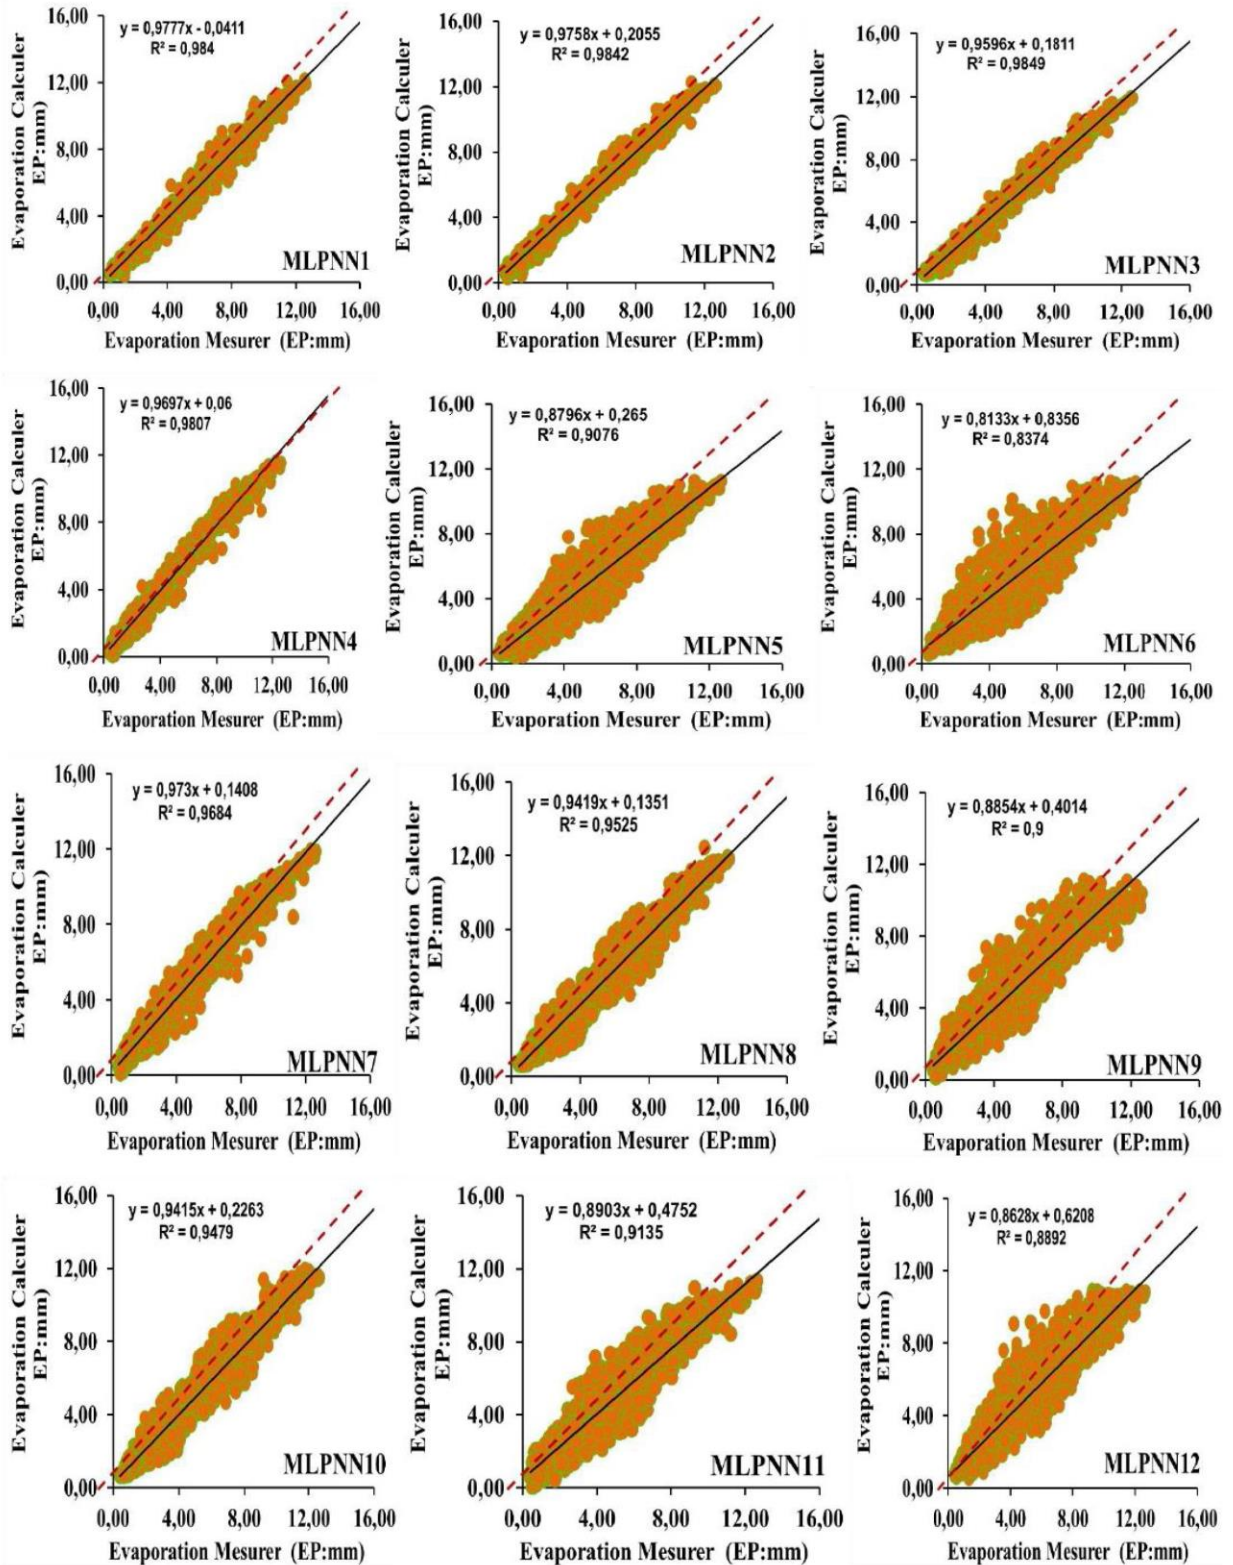 16,00
12,00
8,00
4,00
0,00
Evaporation Calculer
EP:mm)
y = 0,9777x - 0,0411
R² = 0,984
MLPNN1
0,00 4,00 8,00 12,00 16,00
Evaporation Mesurer (EP:mm)
16,00
12,00
8,00
4,00
0,00
Evaporation Calculer
EP:mm)
y = 0,9758x + 0,2055
R² = 0,9842
MLPNN2
0,00 4,00 8,00 12,00 16,00
Evaporation Mesurer (EP:mm)
16,00
12,00
8,00
4,00
0,00
Evaporation Calculer
EP:mm)
y = 0,9596x + 0,1811
R² = 0,9849
MLPNN3
0,00 4,00 8,00 12,00 16,00
Evaporation Mesurer (EP:mm)
16,00
12,00
8,00
4,00
0,00
Evaporation Calculer
EP:mm)
y = 0,9697x + 0,06
R² = 0,9807
MLPNN4
0,00 4,00 8,00 12,00 16,00
Evaporation Mesurer (EP:mm)
16,00
12,00
8,00
4,00
0,00
Evaporation Calculer
EP:mm)
y = 0,8796x + 0,265
R² = 0,9076
MLPNN5
0,00 4,00 8,00 12,00 16,00
Evaporation Mesurer (EP:mm)
16,00
12,00
8,00
4,00
0,00
Evaporation Calculer
EP:mm)
y = 0,8133x + 0,8356
R² = 0,8374
MLPNN6
0,00 4,00 8,00 12,00 16,00
Evaporation Mesurer (EP:mm)
16,00
12,00
8,00
4,00
0,00
Evaporation Calculer
EP:mm)
y = 0,973x + 0,1408
R² = 0,9684
MLPNN7
0,00 4,00 8,00 12,00 16,00
Evaporation Mesurer (EP:mm)
16,00
12,00
8,00
4,00
0,00
Evaporation Calculer
EP:mm)
y = 0,9419x + 0,1351
R² = 0,9525
MLPNN8
0,00 4,00 8,00 12,00 16,00
Evaporation Mesurer (EP:mm)
16,00
12,00
8,00
4,00
0,00
Evaporation Calculer
EP:mm)
y = 0,8854x + 0,4014
R² = 0,9
MLPNN9
0,00 4,00 8,00 12,00 16,00
Evaporation Mesurer (EP:mm)
16,00
12,00
8,00
4,00
0,00
Evaporation Calculer
EP:mm)
y = 0,9415x + 0,2263
R² = 0,9479
MLPNN10
0,00 4,00 8,00 12,00 16,00
Evaporation Mesurer (EP:mm)
16,00
12,00
8,00
4,00
0,00
Evaporation Calculer
EP:mm)
y = 0,8903x + 0,4752
R² = 0,9135
MLPNN11
0,00 4,00 8,00 12,00 16,00
Evaporation Mesurer (EP:mm)
16,00
12,00
8,00
4,00
0,00
Evaporation Calculer
EP:mm)
y = 0,8628x + 0,6208
R² = 0,8892
MLPNN12
0,00 4,00 8,00 12,00 16,00
Evaporation Mesurer (EP:mm)